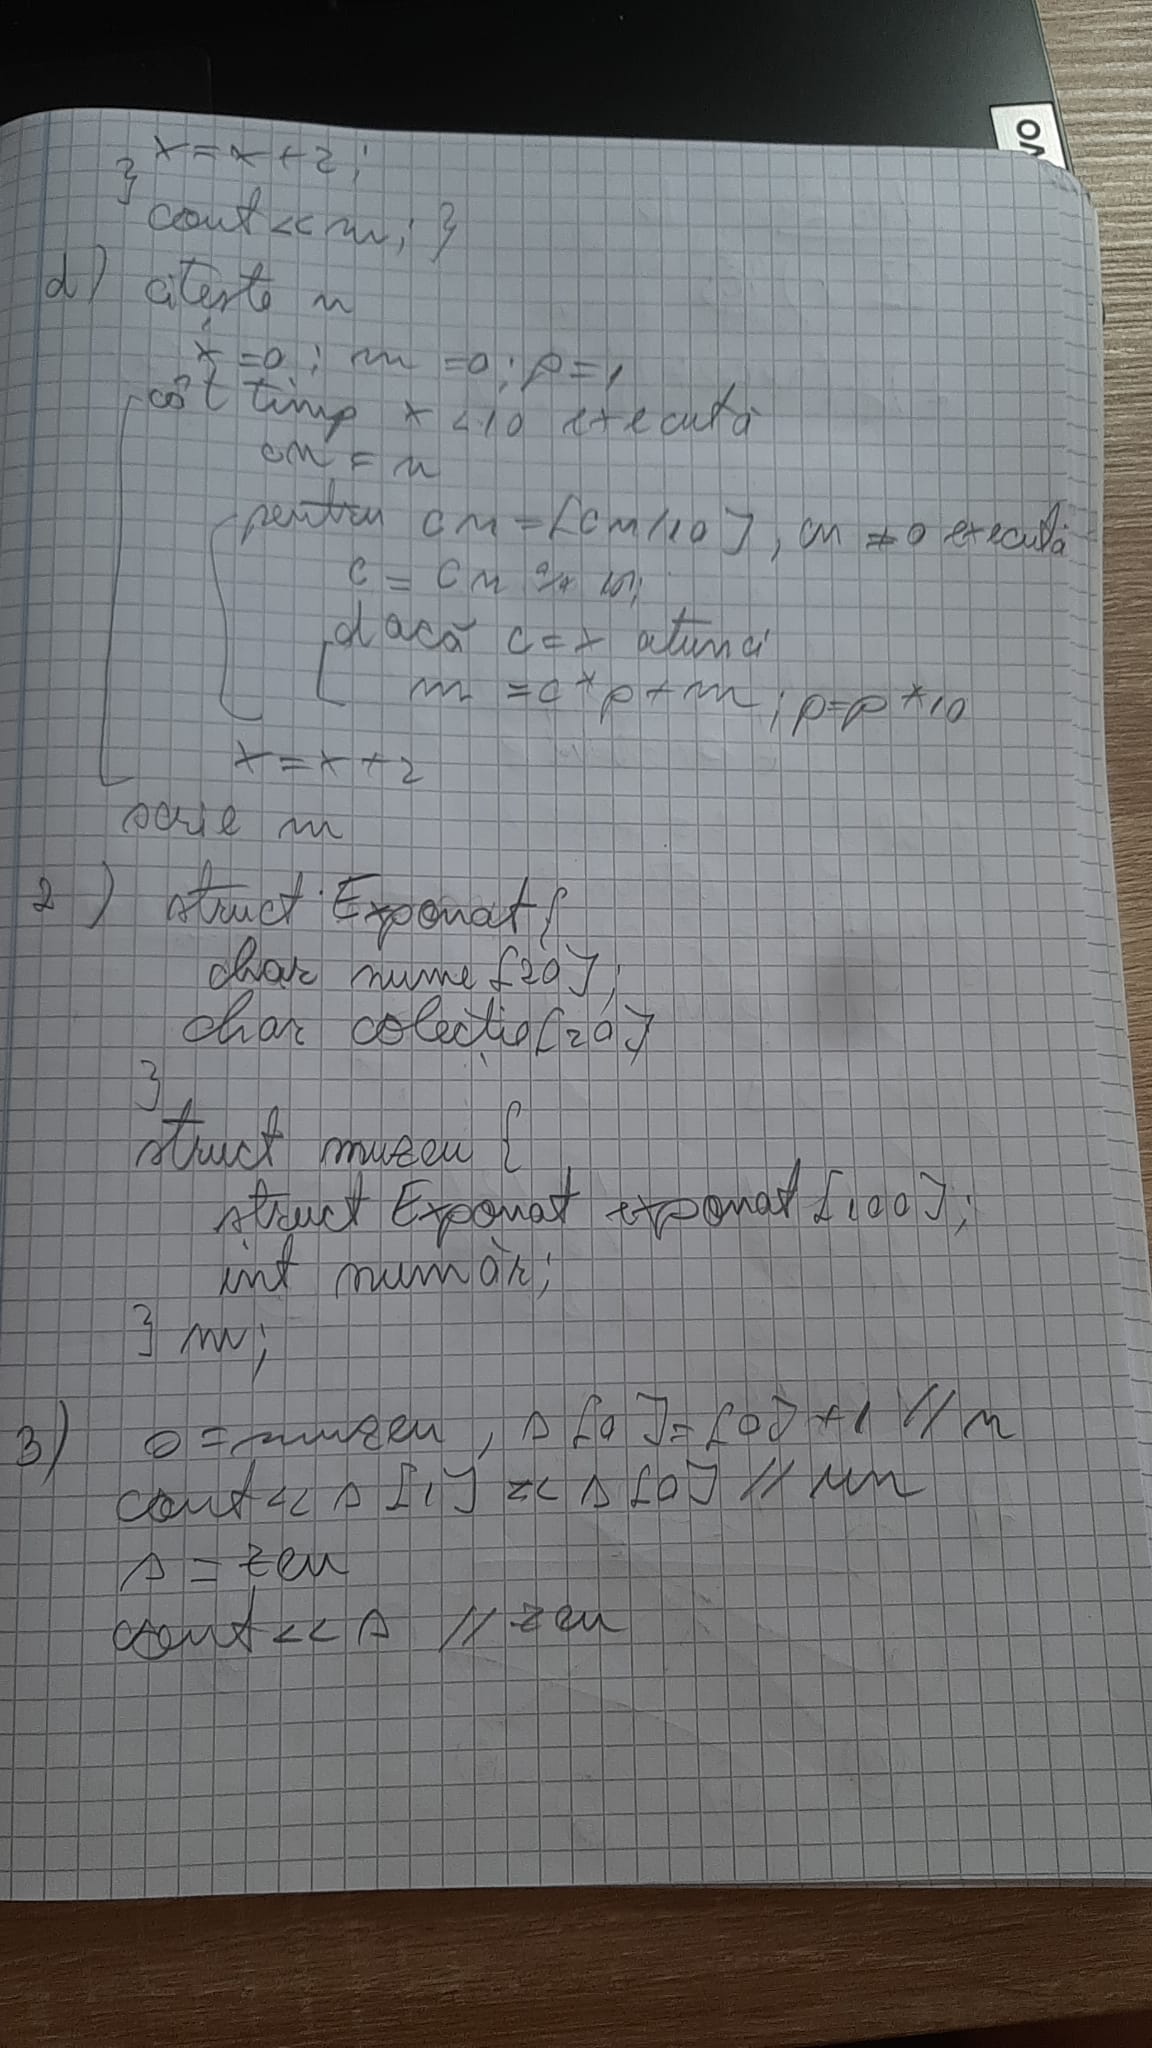 x=x+2;
}
cout<<m; }
d) citește n
x=0; m=0; p=1
cât timp x<10 execută
cn=n
pentru cn=[cn/10], cn≠0 execută
c=cn%10;
dacă c=x atunci
m=c*p+m; p=p*10
x=x+2
scrie m
2) struct Exponat{
char nume[20];
char colecție[20]
}
struct muzeu {
struct Exponat exponat[100];
int număr;
} m;
3) s=muzeu, s[0]=[0]+1 //n
cout<<s[1]<<s[0] //un
s=zeu
cout<<s //zeu